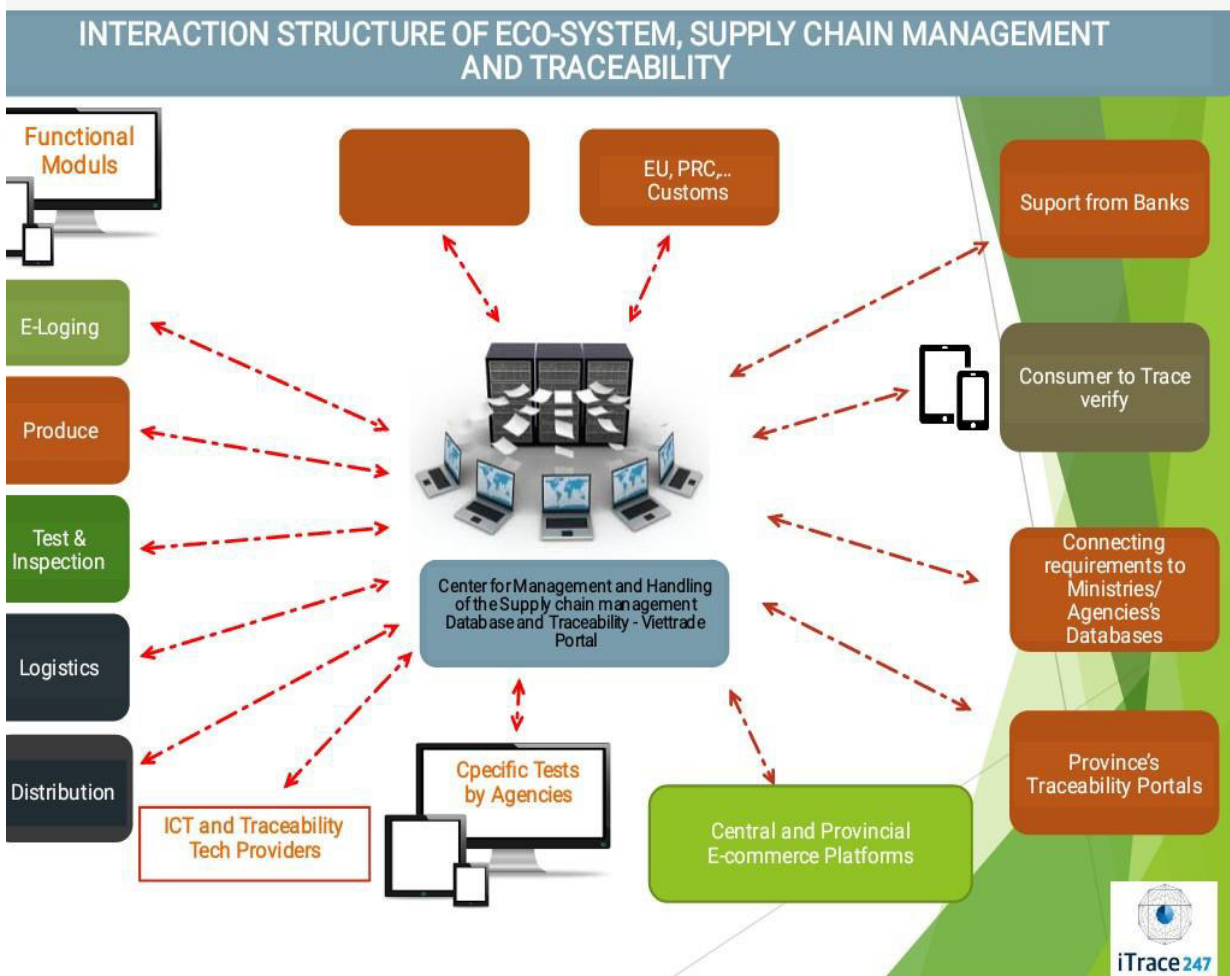 INTERACTION STRUCTURE OF ECO-SYSTEM, SUPPLY CHAIN MANAGEMENT
AND TRACEABILITY
Functional
Moduls
EU, PRC,...
Customs
Suport from Banks
E-Loging
Consumer to Trace
verify
Produce
Test &
Inspection
Connecting
requirements to
Ministries/
Agencies's
Databases
Center for Management and Handling
of the Supply chain management
Database and Traceability - Viettrade
Portal
Logistics
Distribution
Province's
Traceability Portals
Cpecific Tests
by Agencies
ICT and Traceability
Tech Providers
Central and Provincial
E-commerce Platforms
iTrace 247